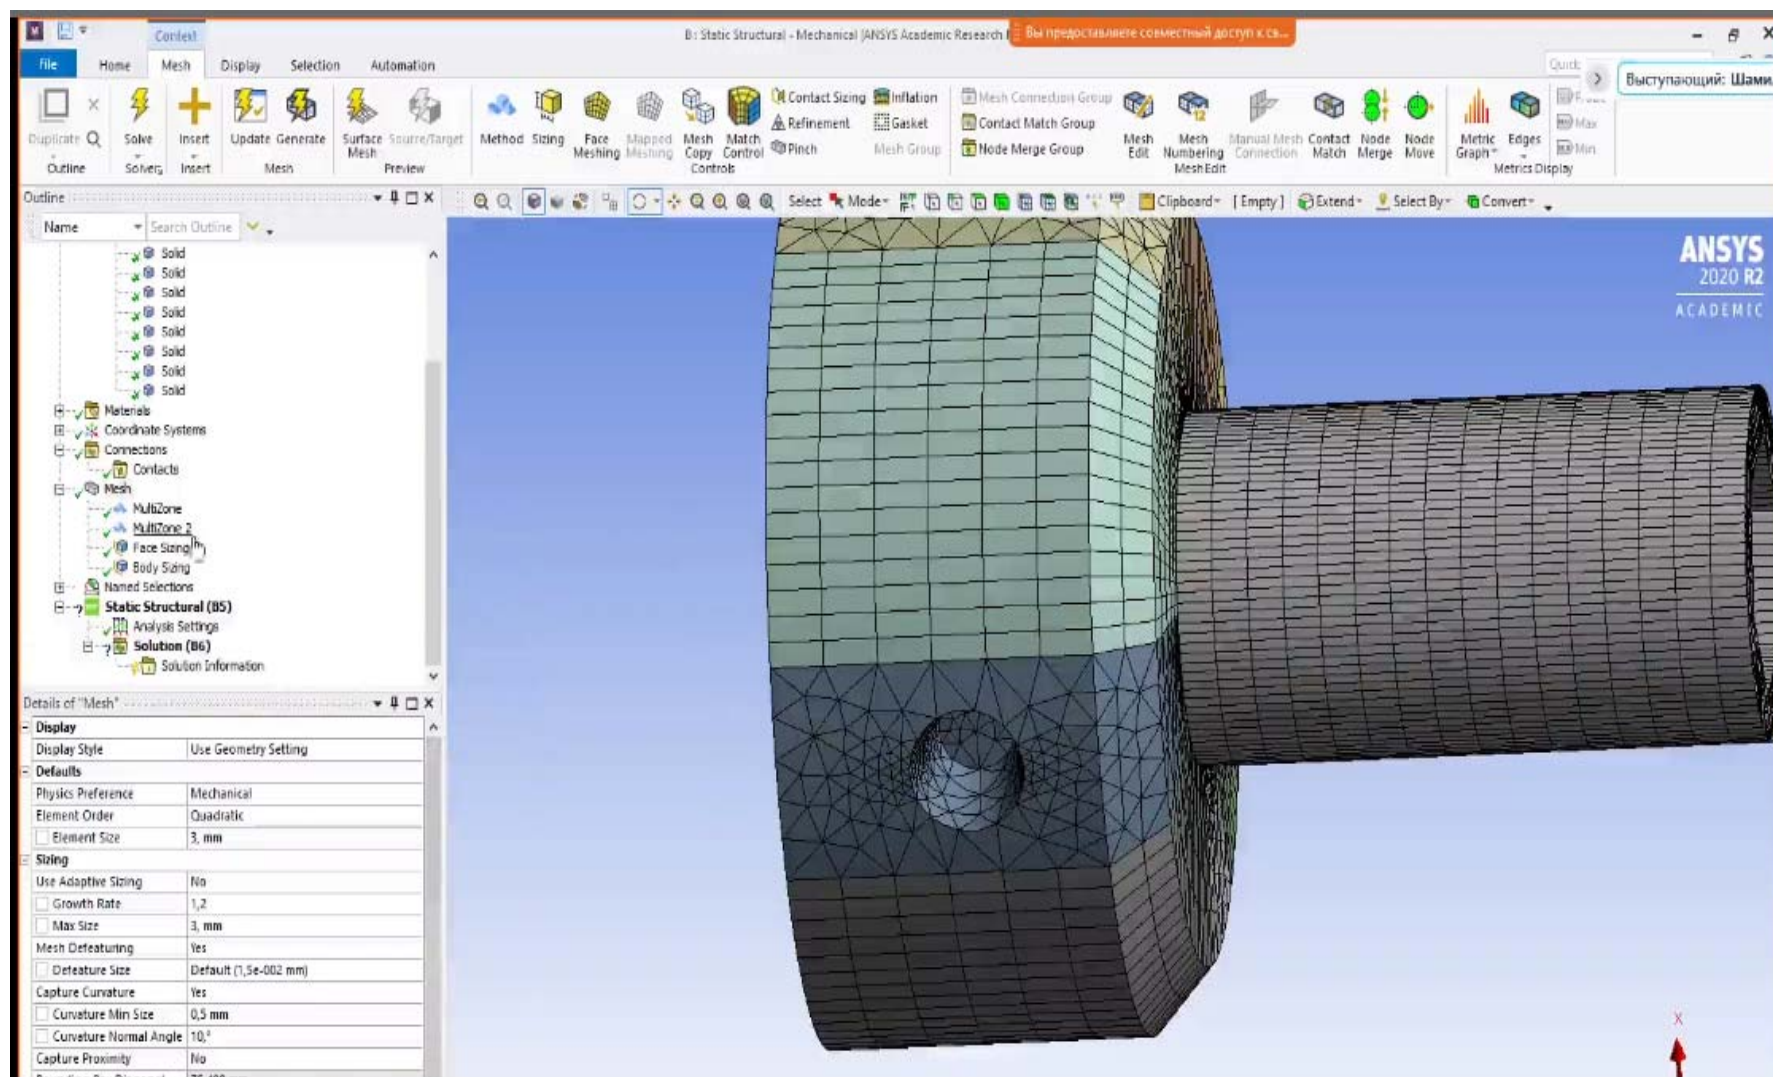 Context
B : Static Structural - Mechanical [ANSYS Academic Research
Вы предоставляете совместный доступ к св...
File Home Mesh Display Selection Automation
Quick
Выступающий: Шами
Duplicate Solve Insert Update Generate Surface Mesh Source/Target Method Sizing Face Meshing Mapped Meshing Mesh Copy Match Control
Contact Sizing Inflation
Refinement Gasket
Pinch Mesh Group
Mesh Connection Group
Contact Match Group
Node Merge Group
Mesh Edit Mesh Numbering Manual Mesh Connection Contact Match Node Merge Node Move Metric Graph Edges
Max
Min
Outline Solvers Insert Mesh Preview Controls Mesh Edit Metrics Display
Outline
Select Mode Clipboard [ Empty ] Extend Select By Convert
Name Search Outline
ANSYS
2020 R2
ACADEMIC
Solid
Solid
Solid
Solid
Solid
Solid
Solid
Solid
Materials
Coordinate Systems
Connections
Contacts
Mesh
MultiZone
MultiZone 2
Face Sizing
Body Sizing
Named Selections
Static Structural (B5)
Analysis Settings
Solution (B6)
Solution Information
Details of "Mesh"
Display
Display Style Use Geometry Setting
Defaults
Physics Preference Mechanical
Element Order Quadratic
Element Size 3, mm
Sizing
Use Adaptive Sizing No
Growth Rate 1,2
Max Size 3, mm
Mesh Defeaturing Yes
Defeature Size Default (1,5e-002 mm)
Capture Curvature Yes
Curvature Min Size 0,5 mm
Curvature Normal Angle 10,°
Capture Proximity No
X